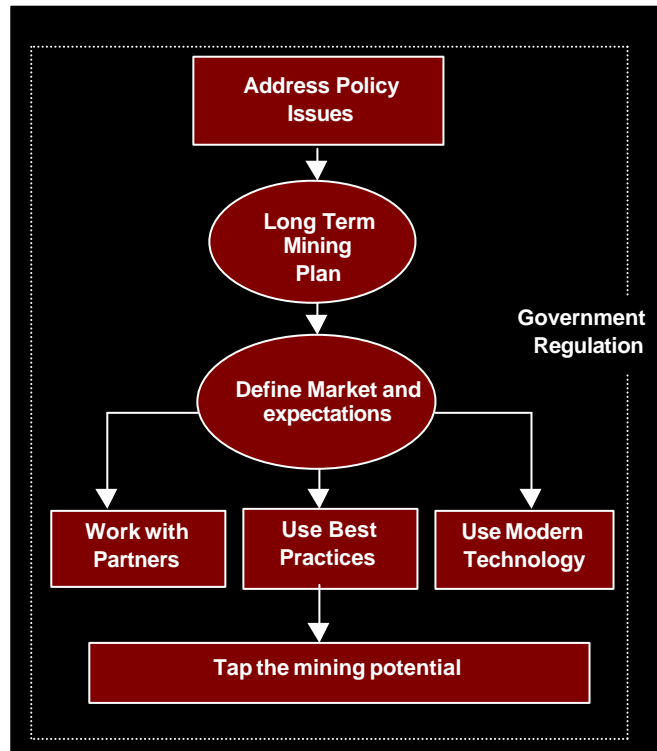 Address Policy
Issues
Long Term
Mining
Plan
Government
Regulation
Define Market and
expectations
Work with
Partners
Use Best
Practices
Use Modern
Technology
Tap the mining potential